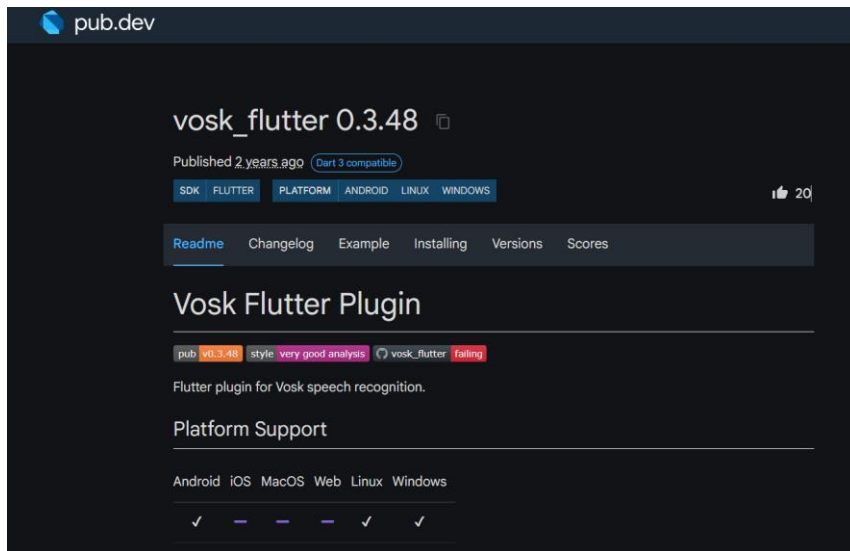 pub.dev
vosk_flutter 0.3.48
Published 2 years ago Dart 3 compatible
SDK FLUTTER PLATFORM ANDROID LINUX WINDOWS
20
Readme Changelog Example Installing Versions Scores
Vosk Flutter Plugin
pub v0.3.48 style very good analysis vosk_flutter failing
Flutter plugin for Vosk speech recognition.
Platform Support
Android iOS MacOS Web Linux Windows
✓ — — — ✓ ✓